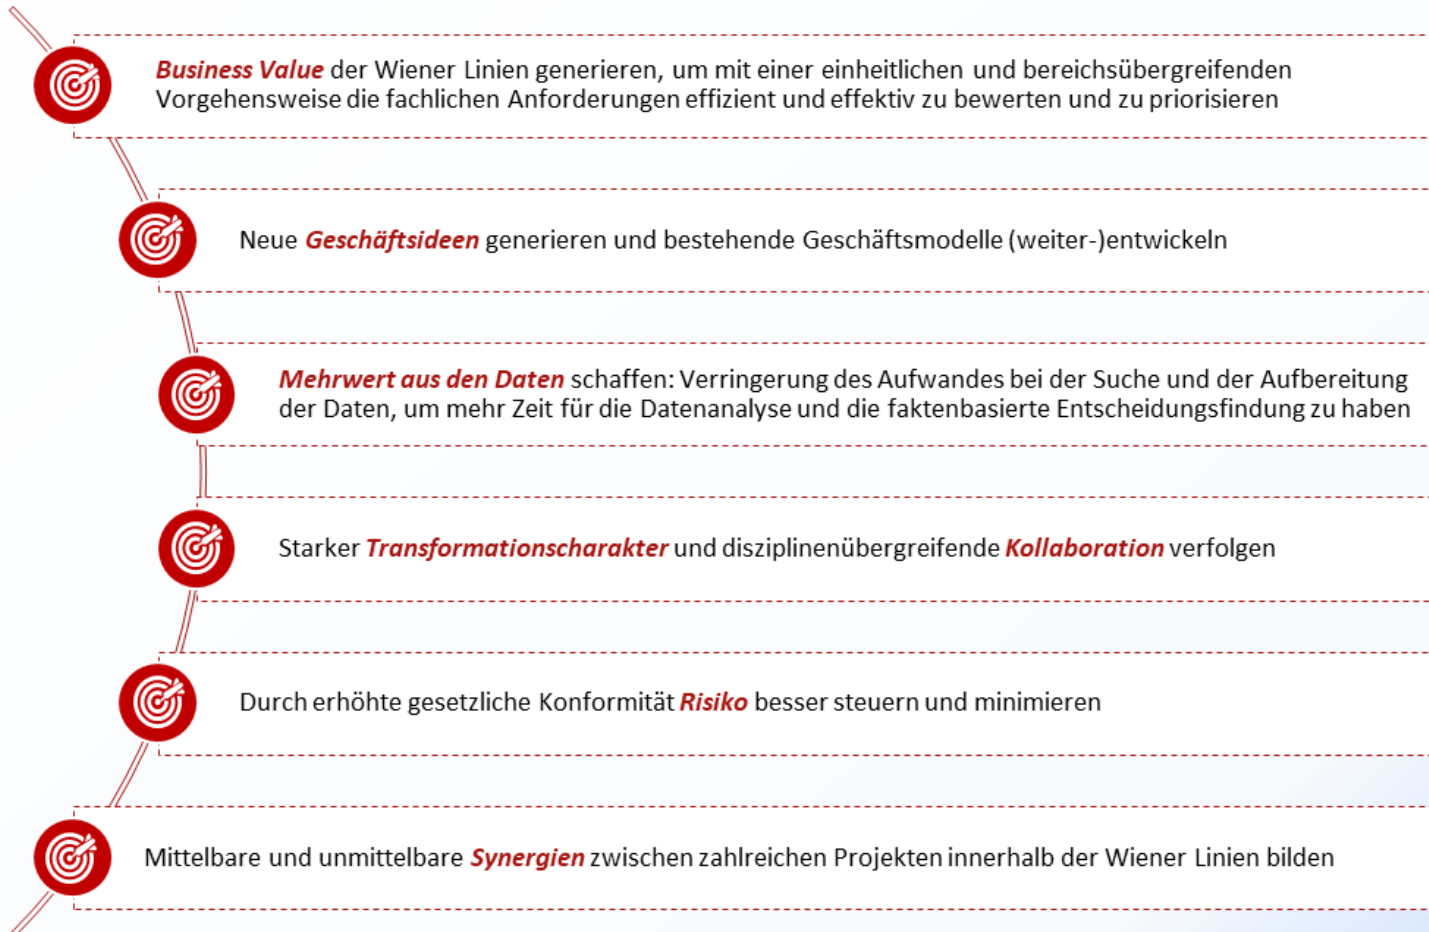 Business Value der Wiener Linien generieren, um mit einer einheitlichen und bereichsübergreifenden
Vorgehensweise die fachlichen Anforderungen effizient und effektiv zu bewerten und zu priorisieren
Neue Geschäftsideen generieren und bestehende Geschäftsmodelle (weiter-)entwickeln
Mehrwert aus den Daten schaffen: Verringerung des Aufwandes bei der Suche und der Aufbereitung
der Daten, um mehr Zeit für die Datenanalyse und die faktenbasierte Entscheidungsfindung zu haben
Starker Transformationscharakter und disziplinenübergreifende Kollaboration verfolgen
Durch erhöhte gesetzliche Konformität Risiko besser steuern und minimieren
Mittelbare und unmittelbare Synergien zwischen zahlreichen Projekten innerhalb der Wiener Linien bilden